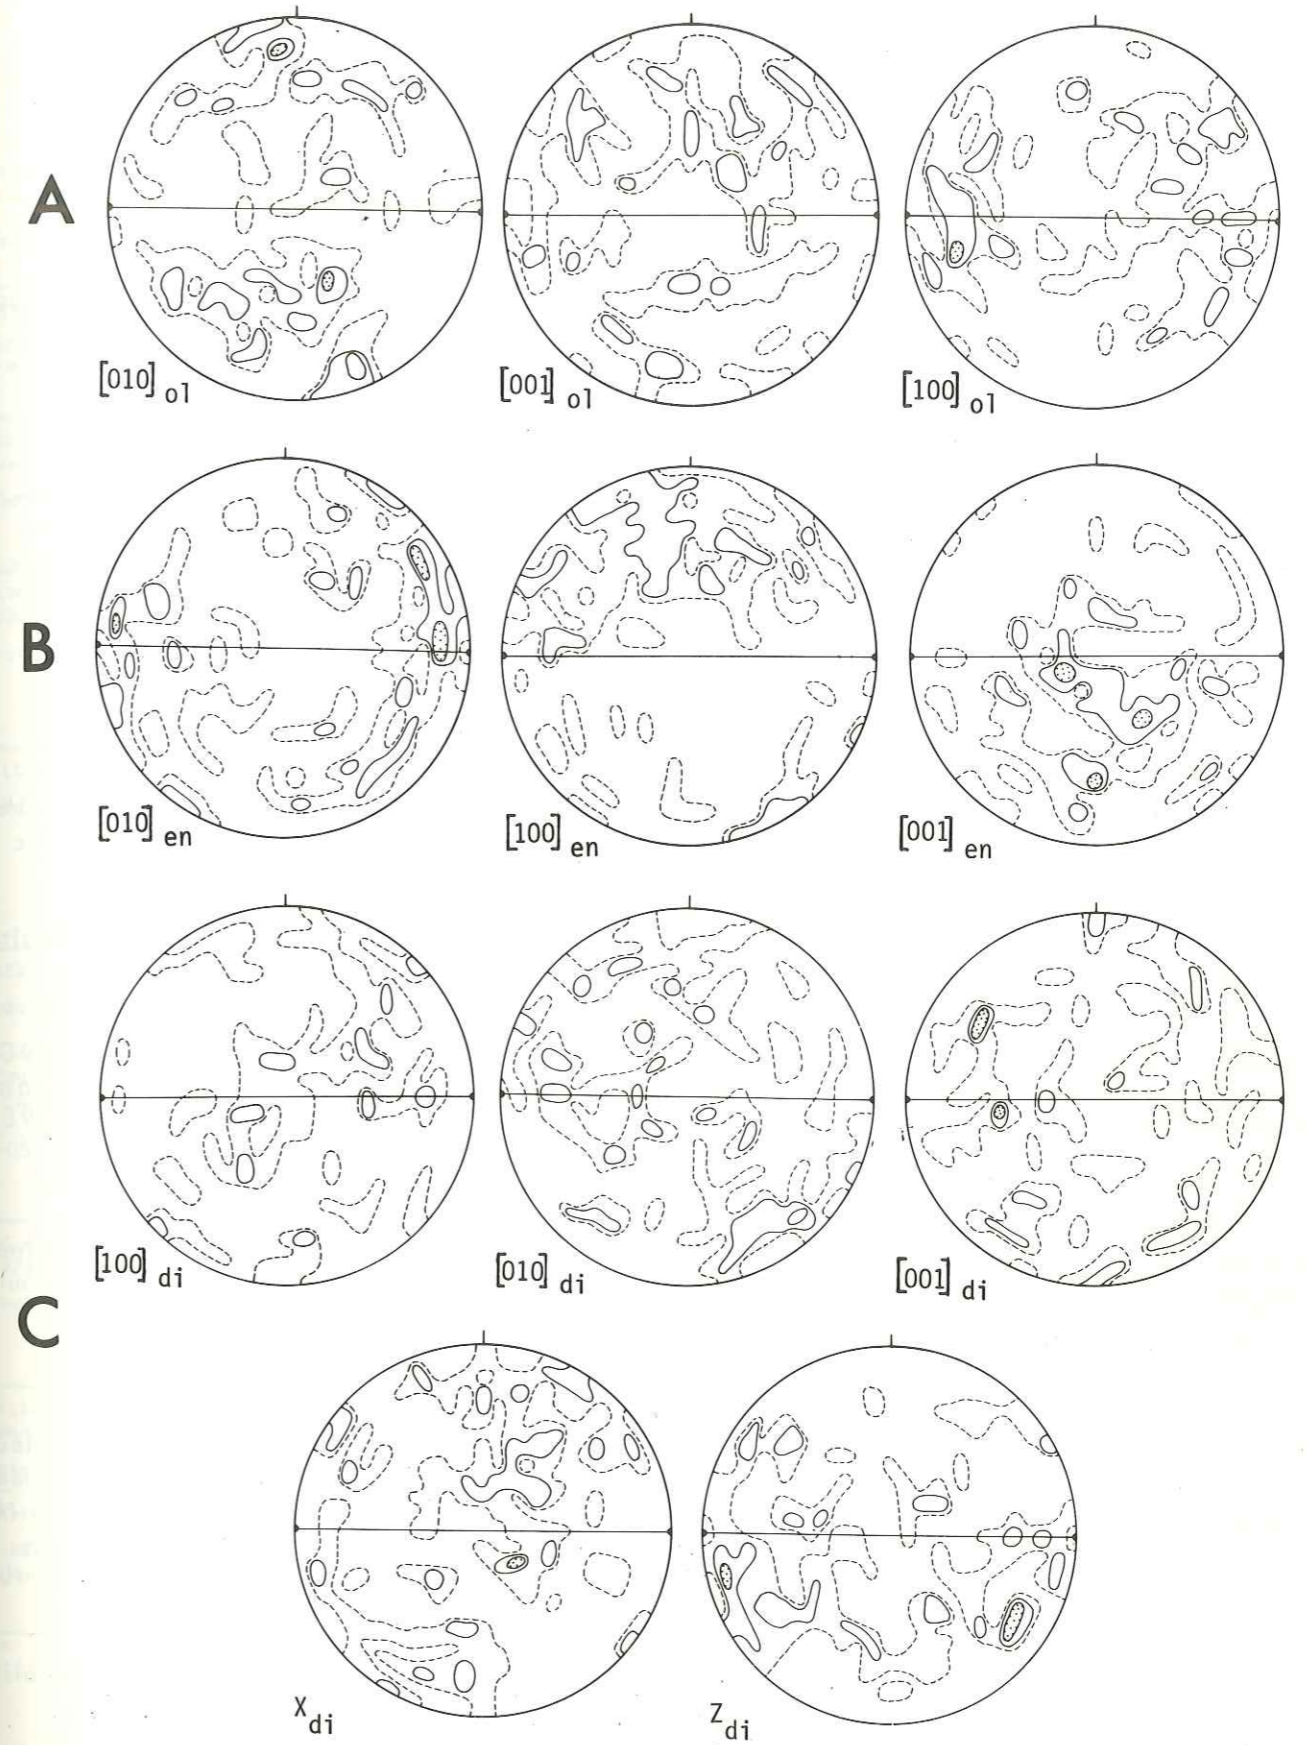 A
[010] ol
[001] ol
[100] ol
B
[010] en
[100] en
[001] en
[100] di
[010] di
[001] di
C
X di
Z di